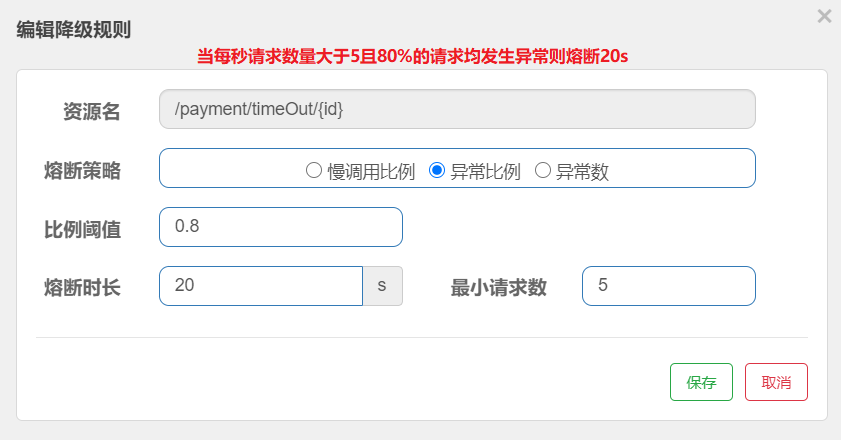 编辑降级规则
×
当每秒请求数量大于5且80%的请求均发生异常则熔断20s
资源名 /payment/timeOut/{id}
熔断策略 慢调用比例 异常比例 异常数
比例阈值 0.8
熔断时长 20 s 最小请求数 5
保存 取消